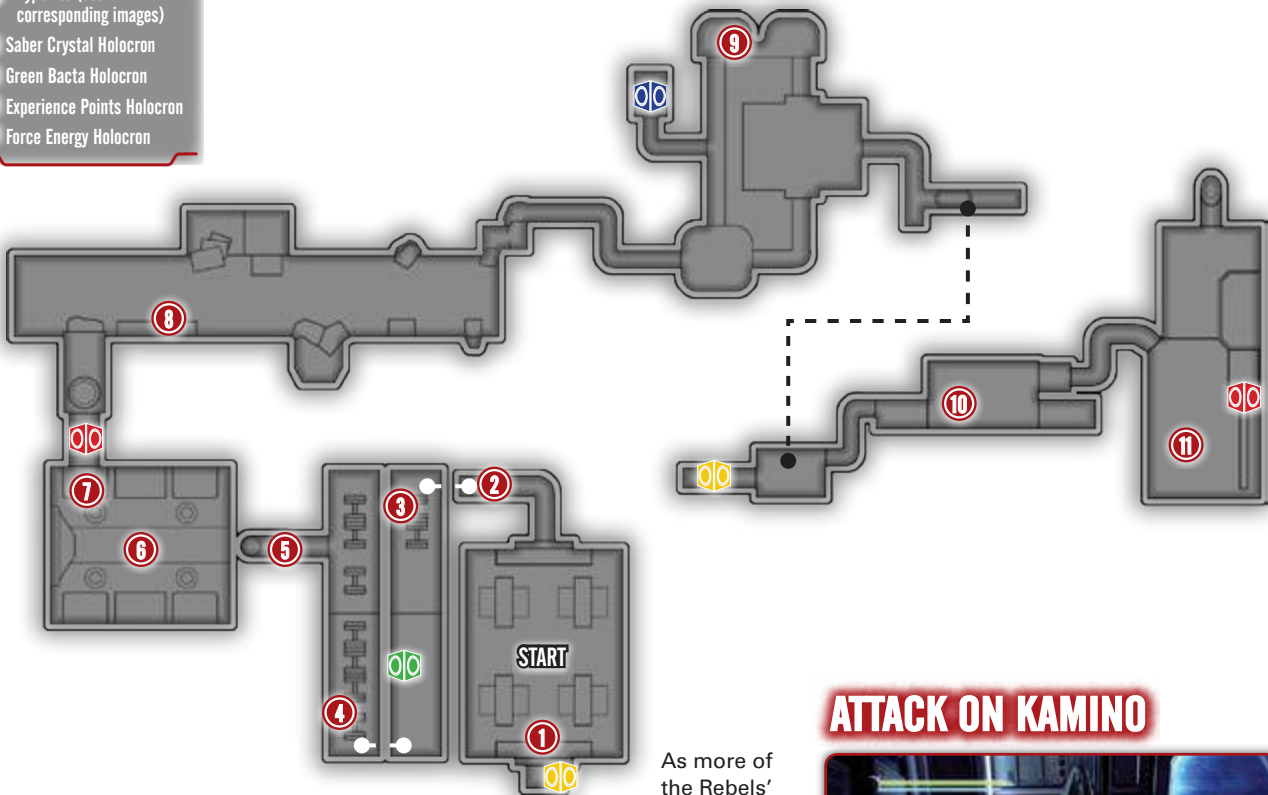 corresponding images)
Saber Crystal Holocron
Green Bacta Holocron
Experience Points Holocron
Force Energy Holocron
9
8
10
11
7
3
2
6
5
START
4
1
ATTACK ON KAMINO
As more of
the Rebels’